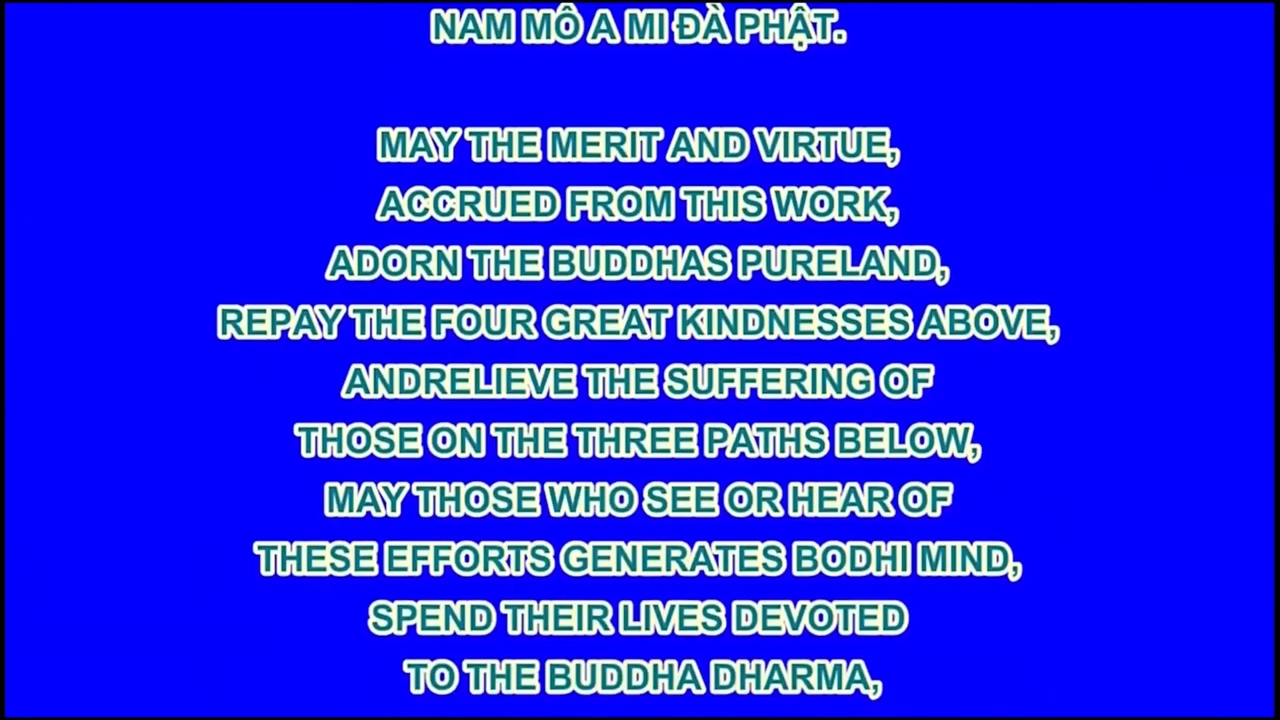 NAM MÔ A MI ĐÀ PHẬT.
MAY THE MERIT AND VIRTUE,
ACCRUED FROM THIS WORK,
ADORN THE BUDDHAS PURELAND,
REPAY THE FOUR GREAT KINDNESSES ABOVE,
ANDRELIEVE THE SUFFERING OF
THOSE ON THE THREE PATHS BELOW,
MAY THOSE WHO SEE OR HEAR OF
THESE EFFORTS GENERATES BODHI MIND,
SPEND THEIR LIVES DEVOTED
TO THE BUDDHA DHARMA,